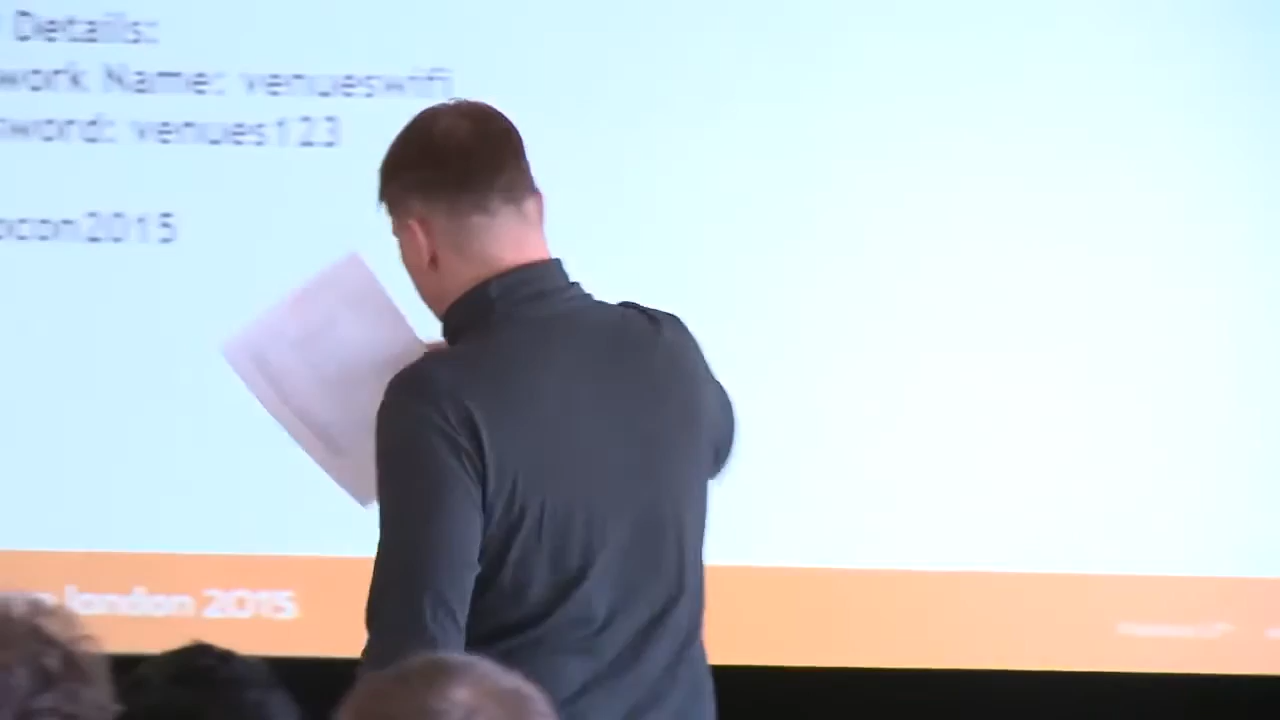 Details:
work Name: venueswifi
sword: venues123
ocon2015
london 2015